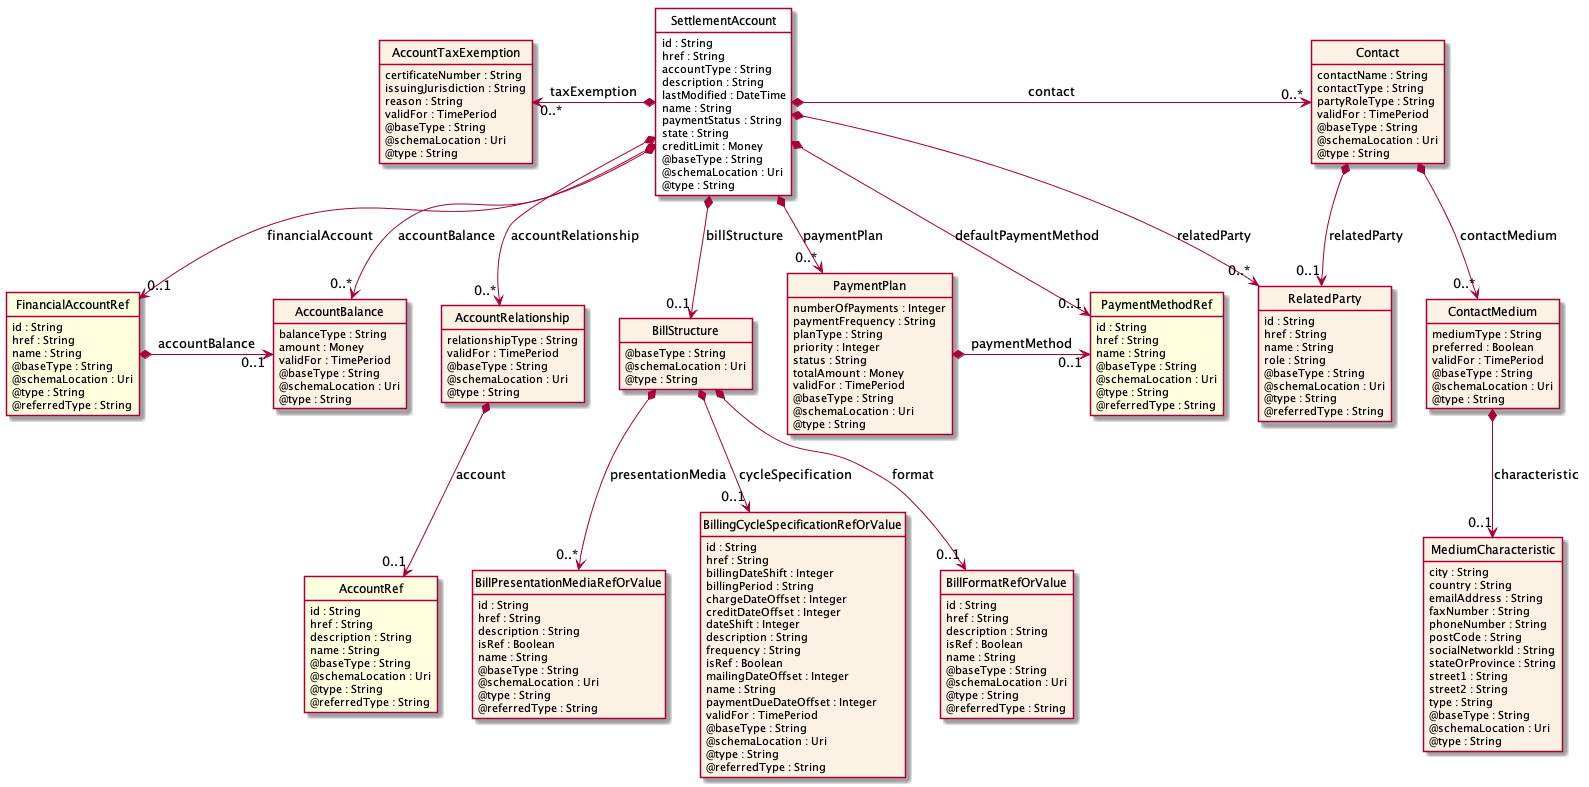 SettlementAccount
id : String
href : String
accountType : String
description : String
lastModified : DateTime
name : String
paymentStatus : String
state : String
creditLimit : Money
@baseType : String
@schemaLocation : Uri
@type : String
AccountTaxExemption
certificateNumber : String
issuingJurisdiction : String
reason : String
validFor : TimePeriod
@baseType : String
@schemaLocation : Uri
@type : String
taxExemption
0..*
contact
0..*
Contact
contactName : String
contactType : String
partyRoleType : String
validFor : TimePeriod
@baseType : String
@schemaLocation : Uri
@type : String
financialAccount
0..1
accountBalance
0..*
accountRelationship
0..*
billStructure
0..1
paymentPlan
0..*
defaultPaymentMethod
0..1
relatedParty
0..*
relatedParty
0..1
contactMedium
0..*
FinancialAccountRef
id : String
href : String
name : String
@baseType : String
@schemaLocation : Uri
@type : String
@referredType : String
accountBalance
0..1
AccountBalance
balanceType : String
amount : Money
validFor : TimePeriod
@baseType : String
@schemaLocation : Uri
@type : String
AccountRelationship
relationshipType : String
validFor : TimePeriod
@baseType : String
@schemaLocation : Uri
@type : String
BillStructure
@baseType : String
@schemaLocation : Uri
@type : String
PaymentPlan
numberOfPayments : Integer
paymentFrequency : String
planType : String
priority : Integer
status : String
totalAmount : Money
validFor : TimePeriod
@baseType : String
@schemaLocation : Uri
@type : String
paymentMethod
0..1
PaymentMethodRef
id : String
href : String
name : String
@baseType : String
@schemaLocation : Uri
@type : String
@referredType : String
RelatedParty
id : String
href : String
name : String
role : String
@baseType : String
@schemaLocation : Uri
@type : String
@referredType : String
ContactMedium
mediumType : String
preferred : Boolean
validFor : TimePeriod
@baseType : String
@schemaLocation : Uri
@type : String
account
0..1
presentationMedia
0..*
cycleSpecification
0..1
format
0..1
characteristic
0..1
AccountRef
id : String
href : String
description : String
name : String
@baseType : String
@schemaLocation : Uri
@type : String
@referredType : String
BillPresentationMediaRefOrValue
id : String
href : String
description : String
isRef : Boolean
name : String
@baseType : String
@schemaLocation : Uri
@type : String
@referredType : String
BillingCycleSpecificationRefOrValue
id : String
href : String
billingDateShift : Integer
billingPeriod : String
chargeDateOffset : Integer
creditDateOffset : Integer
dateShift : Integer
description : String
frequency : String
isRef : Boolean
mailingDateOffset : Integer
name : String
paymentDueDateOffset : Integer
validFor : TimePeriod
@baseType : String
@schemaLocation : Uri
@type : String
@referredType : String
BillFormatRefOrValue
id : String
href : String
description : String
isRef : Boolean
name : String
@baseType : String
@schemaLocation : Uri
@type : String
@referredType : String
MediumCharacteristic
city : String
country : String
emailAddress : String
faxNumber : String
phoneNumber : String
postCode : String
socialNetworkId : String
stateOrProvince : String
street1 : String
street2 : String
type : String
@baseType : String
@schemaLocation : Uri
@type : String